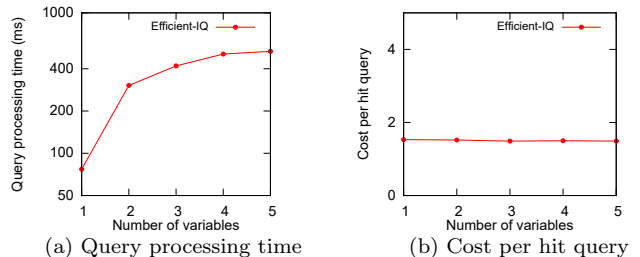 Query processing time (ms)
1000
400
200
100
50
Efficient-IQ
1 2 3 4 5
Number of variables
(a) Query processing time
Cost per hit query
4
2
0
Efficient-IQ
1 2 3 4 5
Number of variables
(b) Cost per hit query